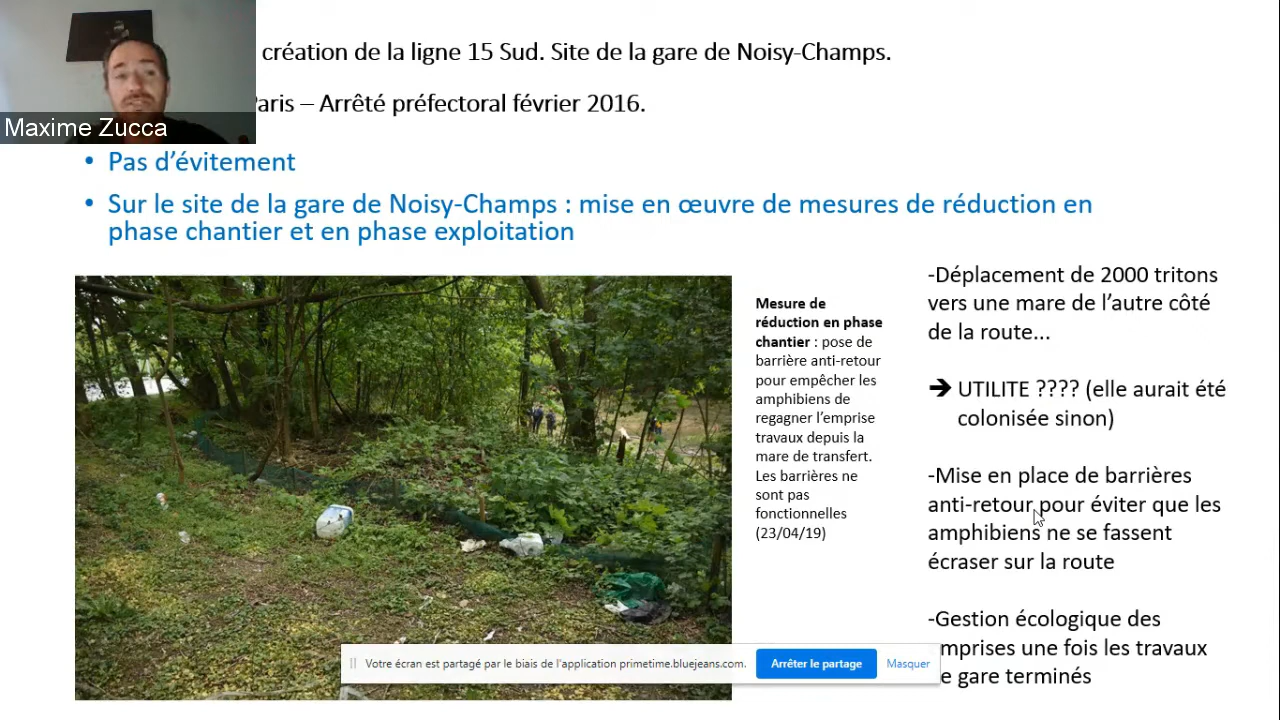 création de la ligne 15 Sud. Site de la gare de Noisy-Champs.
– Arrêté préfectoral février 2016.
Maxime Zucca
• Pas d’évitement
• Sur le site de la gare de Noisy-Champs : mise en œuvre de mesures de réduction en
phase chantier et en phase exploitation
Mesure de
réduction en phase
chantier : pose de
barrière anti-retour
pour empêcher les
amphibiens de
regagner l’emprise
travaux depuis la
mare de transfert.
Les barrières ne
sont pas
fonctionnelles
(23/04/19)
-Déplacement de 2000 tritons
vers une mare de l’autre côté
de la route...
➔ UTILITE ???? (elle aurait été
colonisée sinon)
-Mise en place de barrières
anti-retour pour éviter que les
amphibiens ne se fassent
écraser sur la route
-Gestion écologique des
emprises une fois les travaux
de gare terminés
Votre écran est partagé par le biais de l'application primetime.bluejeans.com.
Arrêter le partage
Masquer